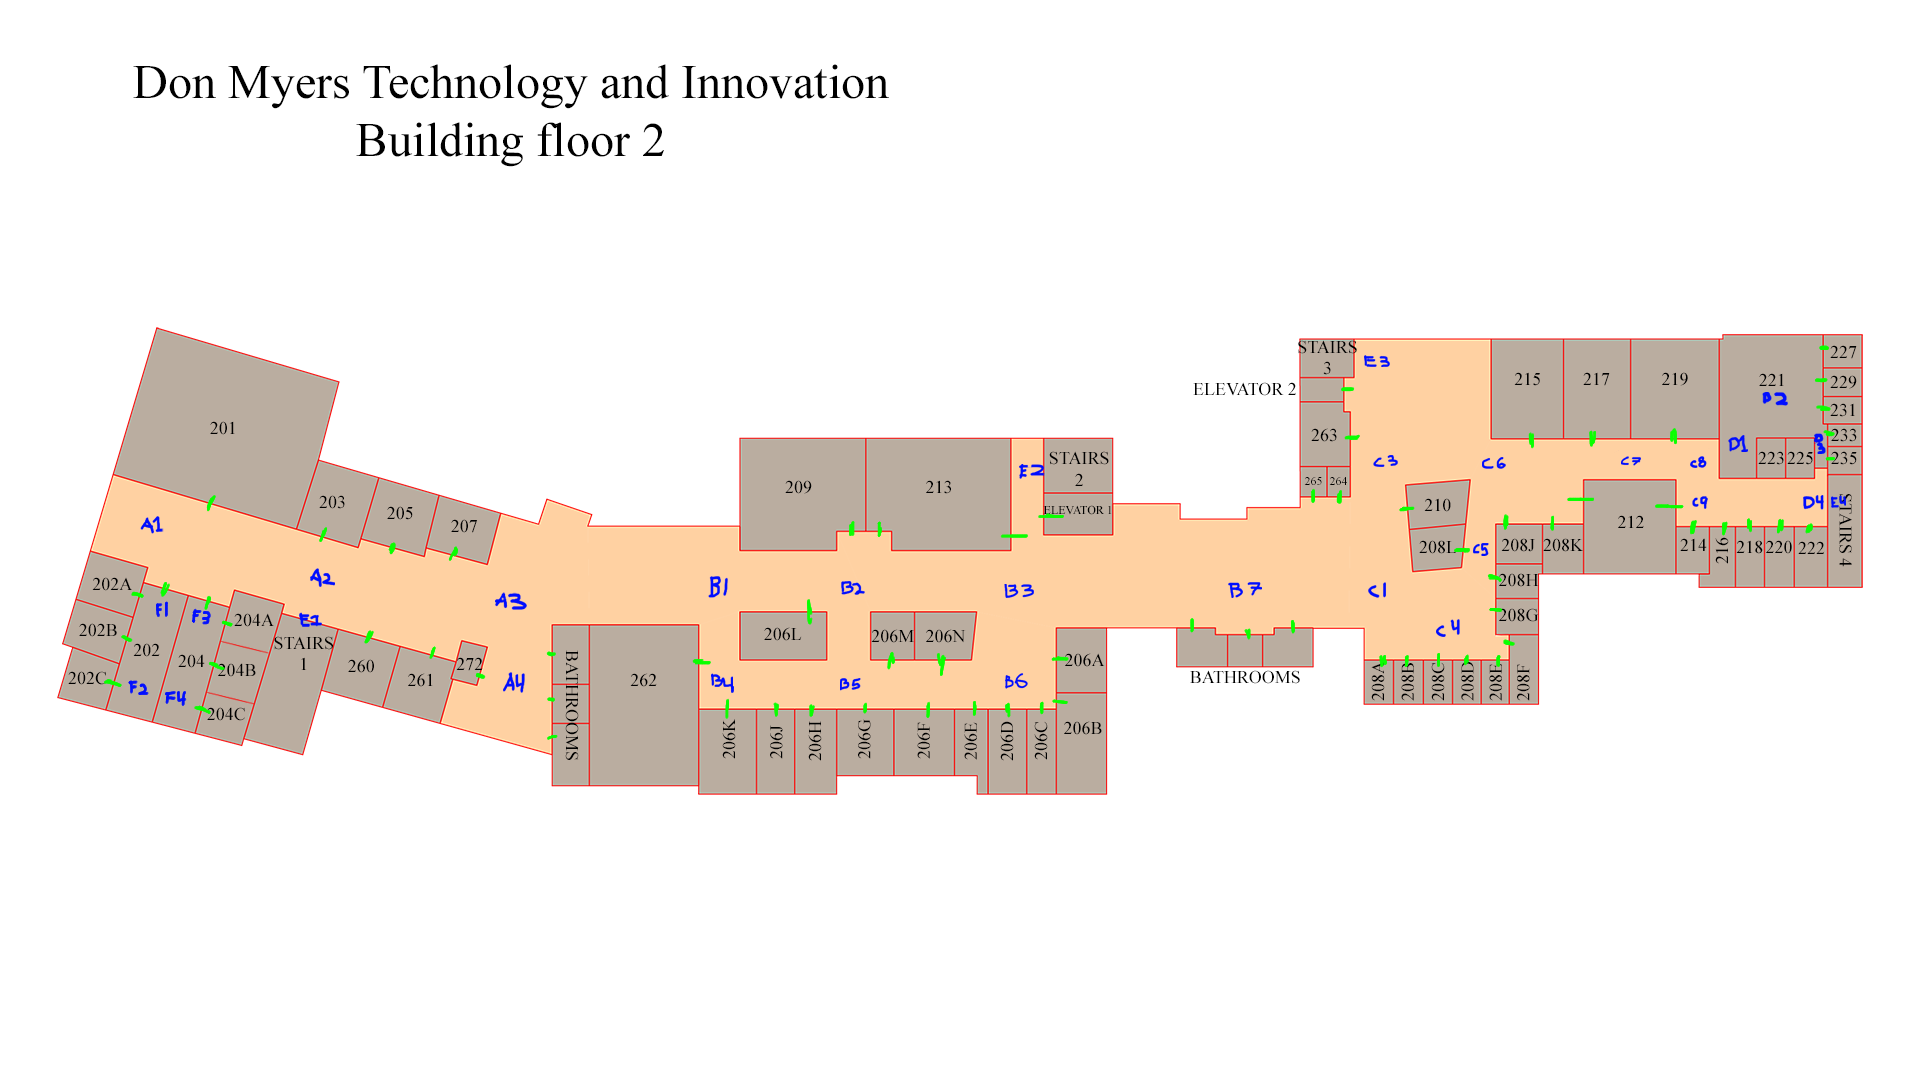 Don Myers Technology and Innovation
Building floor 2
201
203
205
207
A1
A2
A3
A4
202A
202B
202C
202
F1
F2
F3
F4
204
204A
204B
204C
E1
STAIRS
1
260
261
272
BATHROOMS
262
209
213
E2
STAIRS
2
ELEVATOR 1
B1
B2
B3
206L
206M
206N
B4
B5
B6
206A
206B
206K
206J
206H
206G
206F
206E
206D
206C
B7
BATHROOMS
STAIRS
3
E3
ELEVATOR 2
263
265
264
C3
C6
C7
C8
C9
C1
C4
C5
210
208L
208J
208K
208H
208G
208A
208B
208C
208D
208E
208F
215
217
219
221
D2
D1
223
225
D3
227
229
231
233
235
212
214
216
218
220
222
D4
E4
STAIRS 4